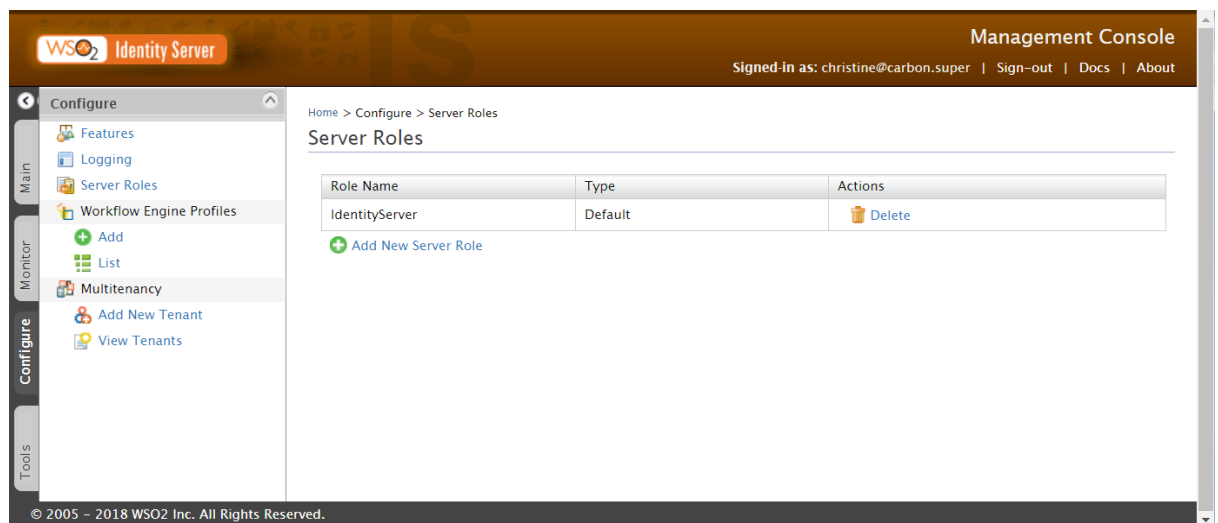 WSO2 Identity Server
Management Console
Signed-in as: christine@carbon.super | Sign-out | Docs | About
Main
Monitor
Configure
Tools
Configure
Features
Logging
Server Roles
Workflow Engine Profiles
Add
List
Multitenancy
Add New Tenant
View Tenants
Home > Configure > Server Roles
Server Roles
Role Name Type Actions
IdentityServer Default Delete
Add New Server Role
© 2005 – 2018 WSO2 Inc. All Rights Reserved.